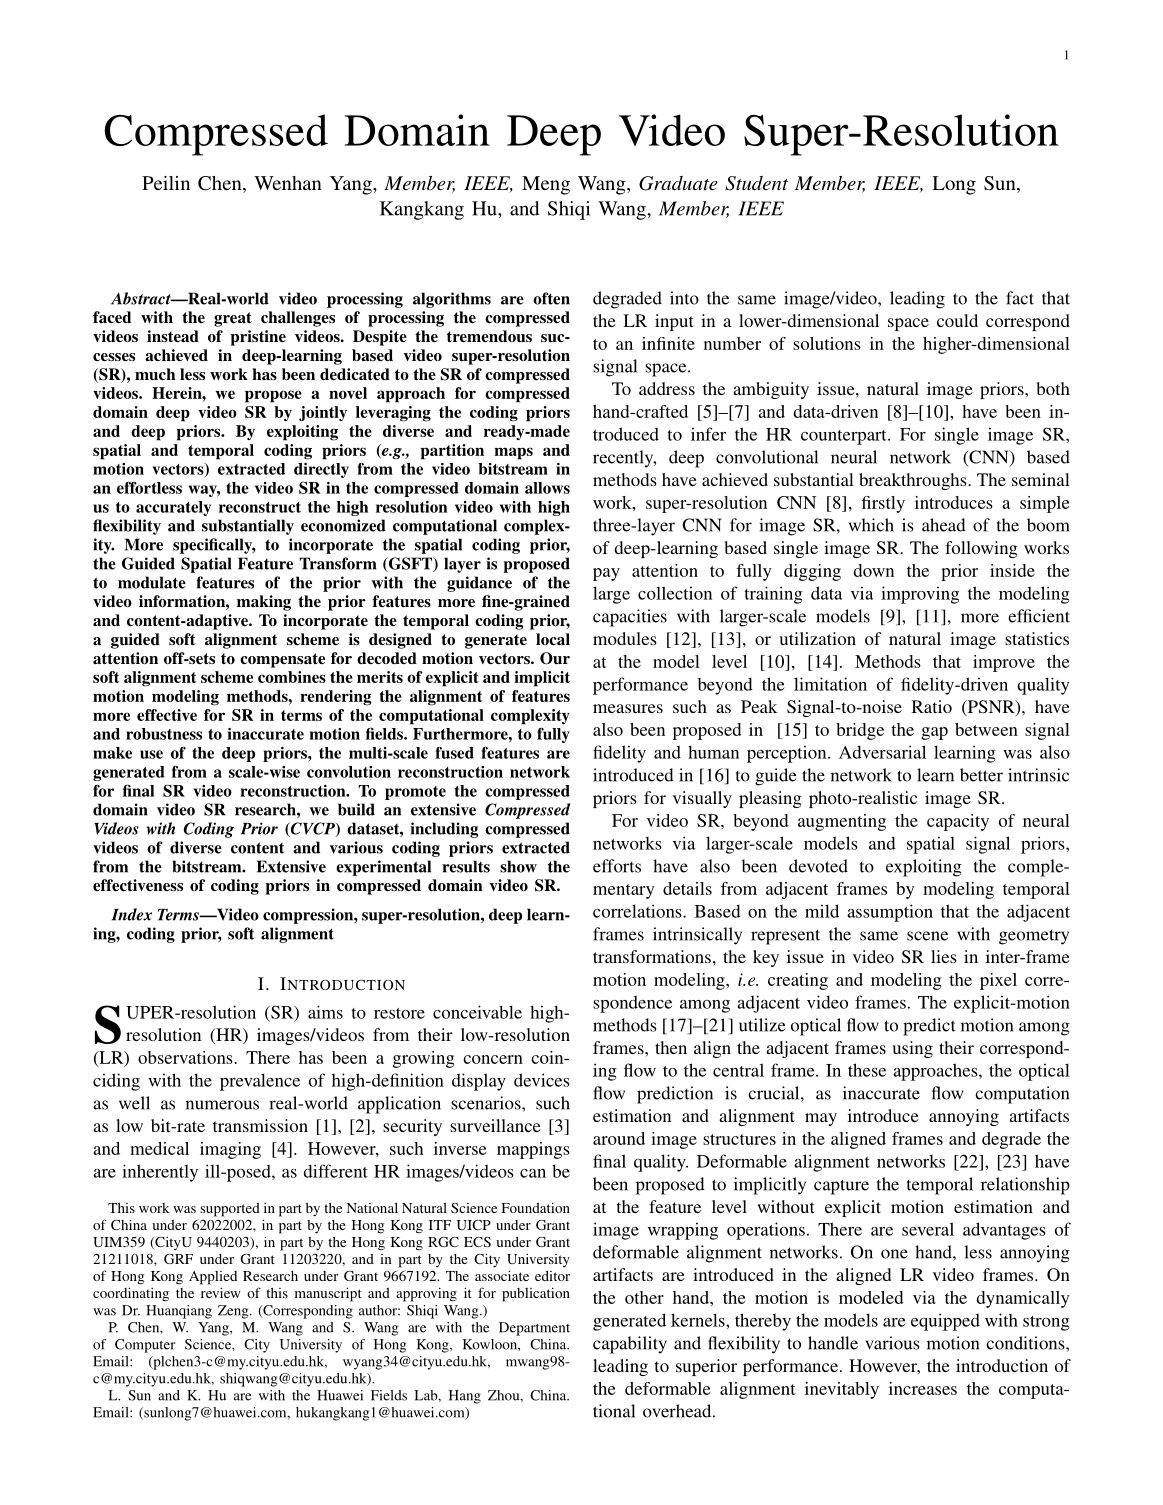 1
Compressed Domain Deep Video Super-Resolution
Peilin Chen, Wenhan Yang, Member, IEEE, Meng Wang, Graduate Student Member, IEEE, Long Sun,
Kangkang Hu, and Shiqi Wang, Member, IEEE
Abstract—Real-world video processing algorithms are often
faced with the great challenges of processing the compressed
videos instead of pristine videos. Despite the tremendous suc-
cesses achieved in deep-learning based video super-resolution
(SR), much less work has been dedicated to the SR of compressed
videos. Herein, we propose a novel approach for compressed
domain deep video SR by jointly leveraging the coding priors
and deep priors. By exploiting the diverse and ready-made
spatial and temporal coding priors (e.g., partition maps and
motion vectors) extracted directly from the video bitstream in
an effortless way, the video SR in the compressed domain allows
us to accurately reconstruct the high resolution video with high
flexibility and substantially economized computational complex-
ity. More specifically, to incorporate the spatial coding prior,
the Guided Spatial Feature Transform (GSFT) layer is proposed
to modulate features of the prior with the guidance of the
video information, making the prior features more fine-grained
and content-adaptive. To incorporate the temporal coding prior,
a guided soft alignment scheme is designed to generate local
attention off-sets to compensate for decoded motion vectors. Our
soft alignment scheme combines the merits of explicit and implicit
motion modeling methods, rendering the alignment of features
more effective for SR in terms of the computational complexity
and robustness to inaccurate motion fields. Furthermore, to fully
make use of the deep priors, the multi-scale fused features are
generated from a scale-wise convolution reconstruction network
for final SR video reconstruction. To promote the compressed
domain video SR research, we build an extensive Compressed
Videos with Coding Prior (CVCP) dataset, including compressed
videos of diverse content and various coding priors extracted
from the bitstream. Extensive experimental results show the
effectiveness of coding priors in compressed domain video SR.
Index Terms—Video compression, super-resolution, deep learn-
ing, coding prior, soft alignment
I. INTRODUCTION
SUPER-resolution (SR) aims to restore conceivable high-
resolution (HR) images/videos from their low-resolution
(LR) observations. There has been a growing concern coin-
ciding with the prevalence of high-definition display devices
as well as numerous real-world application scenarios, such
as low bit-rate transmission [1], [2], security surveillance [3]
and medical imaging [4]. However, such inverse mappings
are inherently ill-posed, as different HR images/videos can be
This work was supported in part by the National Natural Science Foundation
of China under 62022002, in part by the Hong Kong ITF UICP under Grant
UIM359 (CityU 9440203), in part by the Hong Kong RGC ECS under Grant
21211018, GRF under Grant 11203220, and in part by the City University
of Hong Kong Applied Research under Grant 9667192. The associate editor
coordinating the review of this manuscript and approving it for publication
was Dr. Huanqiang Zeng. (Corresponding author: Shiqi Wang.)
P. Chen, W. Yang, M. Wang and S. Wang are with the Department
of Computer Science, City University of Hong Kong, Kowloon, China.
Email: (plchen3-c@my.cityu.edu.hk, wyang34@cityu.edu.hk, mwang98-
c@my.cityu.edu.hk, shiqwang@cityu.edu.hk).
L. Sun and K. Hu are with the Huawei Fields Lab, Hang Zhou, China.
Email: (sunlong7@huawei.com, hukangkang1@huawei.com)
degraded into the same image/video, leading to the fact that
the LR input in a lower-dimensional space could correspond
to an infinite number of solutions in the higher-dimensional
signal space.
To address the ambiguity issue, natural image priors, both
hand-crafted [5]–[7] and data-driven [8]–[10], have been in-
troduced to infer the HR counterpart. For single image SR,
recently, deep convolutional neural network (CNN) based
methods have achieved substantial breakthroughs. The seminal
work, super-resolution CNN [8], firstly introduces a simple
three-layer CNN for image SR, which is ahead of the boom
of deep-learning based single image SR. The following works
pay attention to fully digging down the prior inside the
large collection of training data via improving the modeling
capacities with larger-scale models [9], [11], more efficient
modules [12], [13], or utilization of natural image statistics
at the model level [10], [14]. Methods that improve the
performance beyond the limitation of fidelity-driven quality
measures such as Peak Signal-to-noise Ratio (PSNR), have
also been proposed in [15] to bridge the gap between signal
fidelity and human perception. Adversarial learning was also
introduced in [16] to guide the network to learn better intrinsic
priors for visually pleasing photo-realistic image SR.
For video SR, beyond augmenting the capacity of neural
networks via larger-scale models and spatial signal priors,
efforts have also been devoted to exploiting the comple-
mentary details from adjacent frames by modeling temporal
correlations. Based on the mild assumption that the adjacent
frames intrinsically represent the same scene with geometry
transformations, the key issue in video SR lies in inter-frame
motion modeling, i.e. creating and modeling the pixel corre-
spondence among adjacent video frames. The explicit-motion
methods [17]–[21] utilize optical flow to predict motion among
frames, then align the adjacent frames using their correspond-
ing flow to the central frame. In these approaches, the optical
flow prediction is crucial, as inaccurate flow computation
estimation and alignment may introduce annoying artifacts
around image structures in the aligned frames and degrade the
final quality. Deformable alignment networks [22], [23] have
been proposed to implicitly capture the temporal relationship
at the feature level without explicit motion estimation and
image wrapping operations. There are several advantages of
deformable alignment networks. On one hand, less annoying
artifacts are introduced in the aligned LR video frames. On
the other hand, the motion is modeled via the dynamically
generated kernels, thereby the models are equipped with strong
capability and flexibility to handle various motion conditions,
leading to superior performance. However, the introduction of
the deformable alignment inevitably increases the computa-
tional overhead.